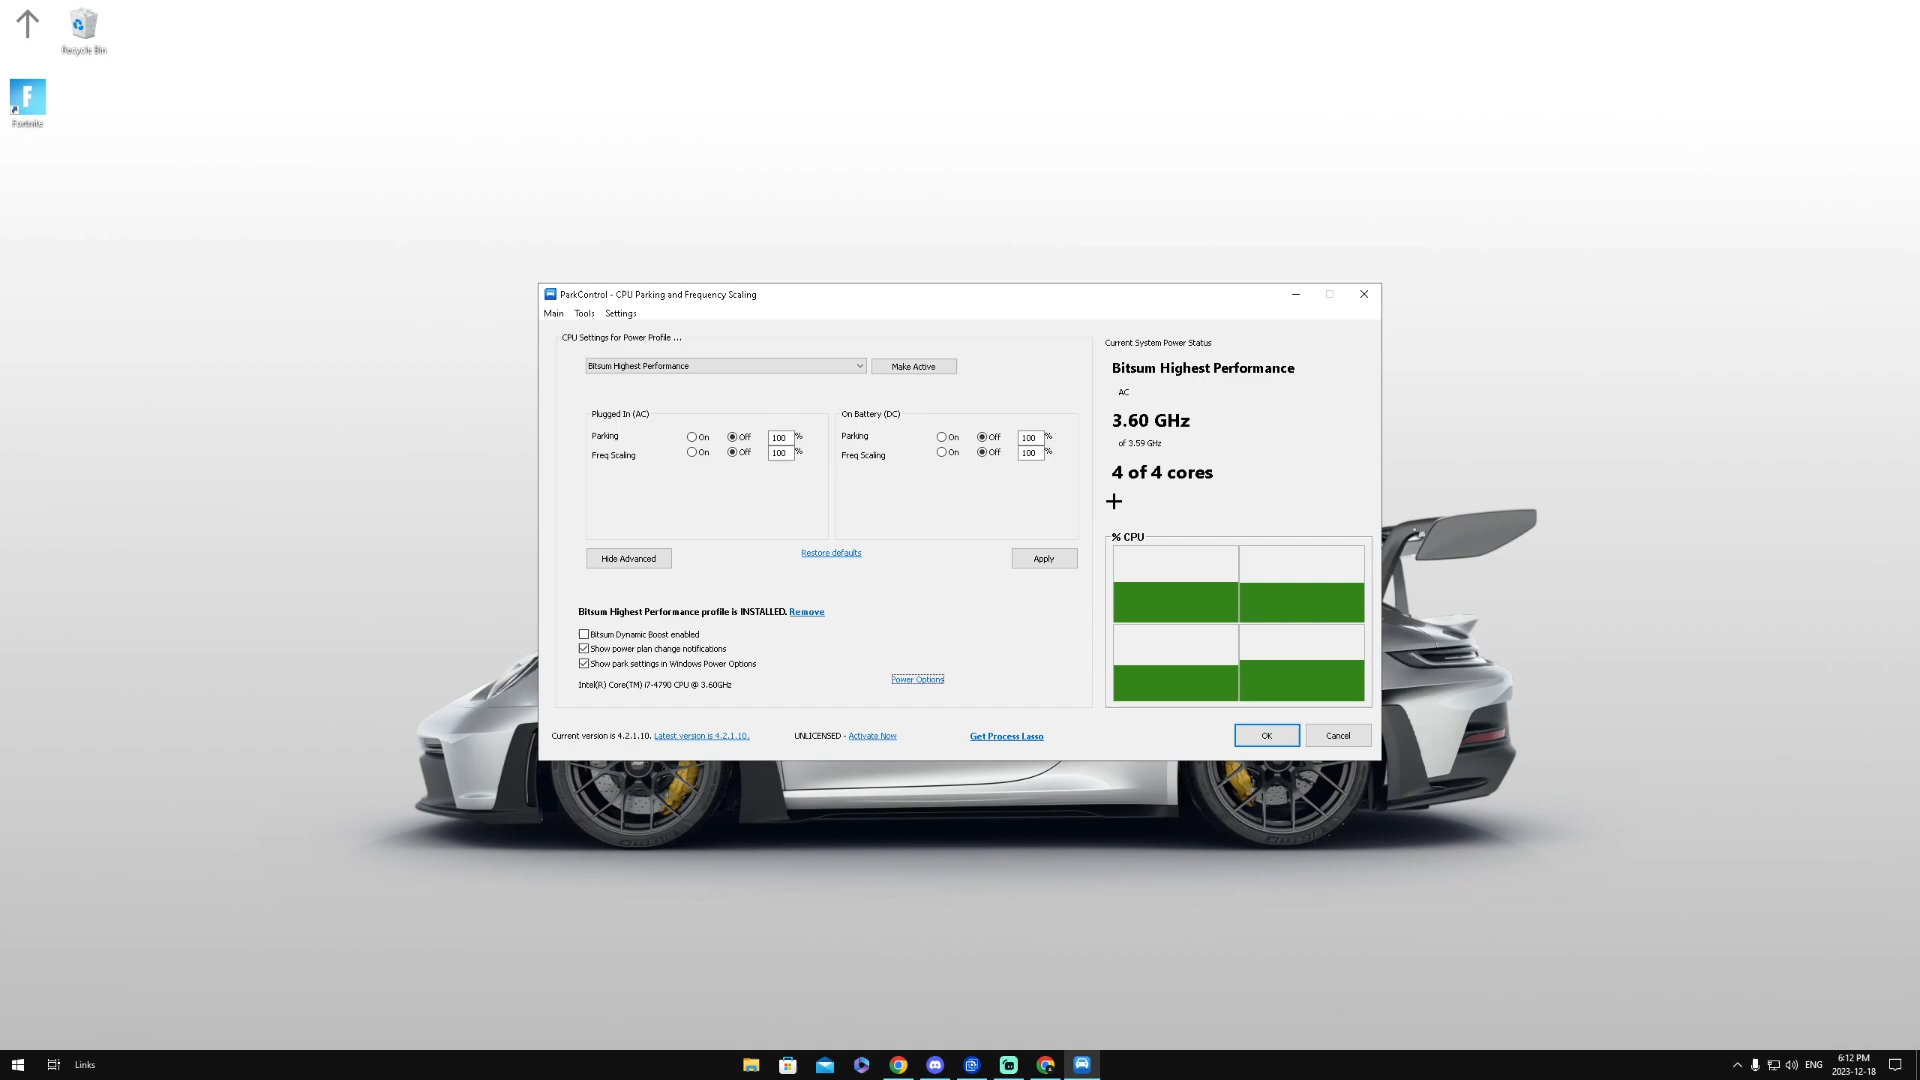 Recycle Bin
Fortnite
ParkControl - CPU Parking and Frequency Scaling
Main Tools Settings
CPU Settings for Power Profile ...
Bitsum Highest Performance
Make Active
Plugged In (AC)
Parking On Off 100 %
Freq Scaling On Off 100 %
On Battery (DC)
Parking On Off 100 %
Freq Scaling On Off 100 %
Hide Advanced
Restore defaults
Apply
Bitsum Highest Performance profile is INSTALLED. Remove
Bitsum Dynamic Boost enabled
Show power plan change notifications
Show park settings in Windows Power Options
Intel(R) Core(TM) i7-4790 CPU @ 3.60GHz
Power Options
Current System Power Status
Bitsum Highest Performance
AC
3.60 GHz
of 3.59 GHz
4 of 4 cores
% CPU
Current version is 4.2.1.10. Latest version is 4.2.1.10.
UNLICENSED - Activate Now
Get Process Lasso
OK
Cancel
Links
ENG
6:12 PM
2023-12-18